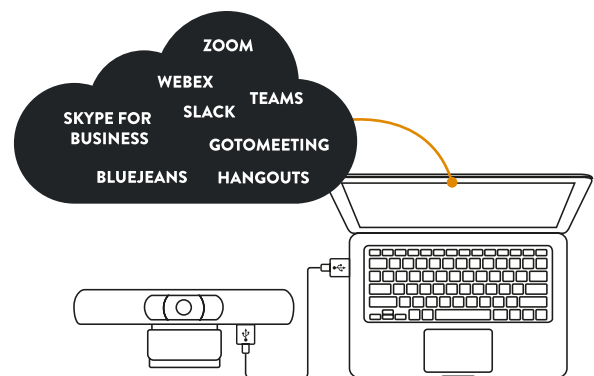 ZOOM
WEBEX
TEAMS
SLACK
SKYPE FOR
BUSINESS
GOTOMEETING
BLUEJEANS
HANGOUTS